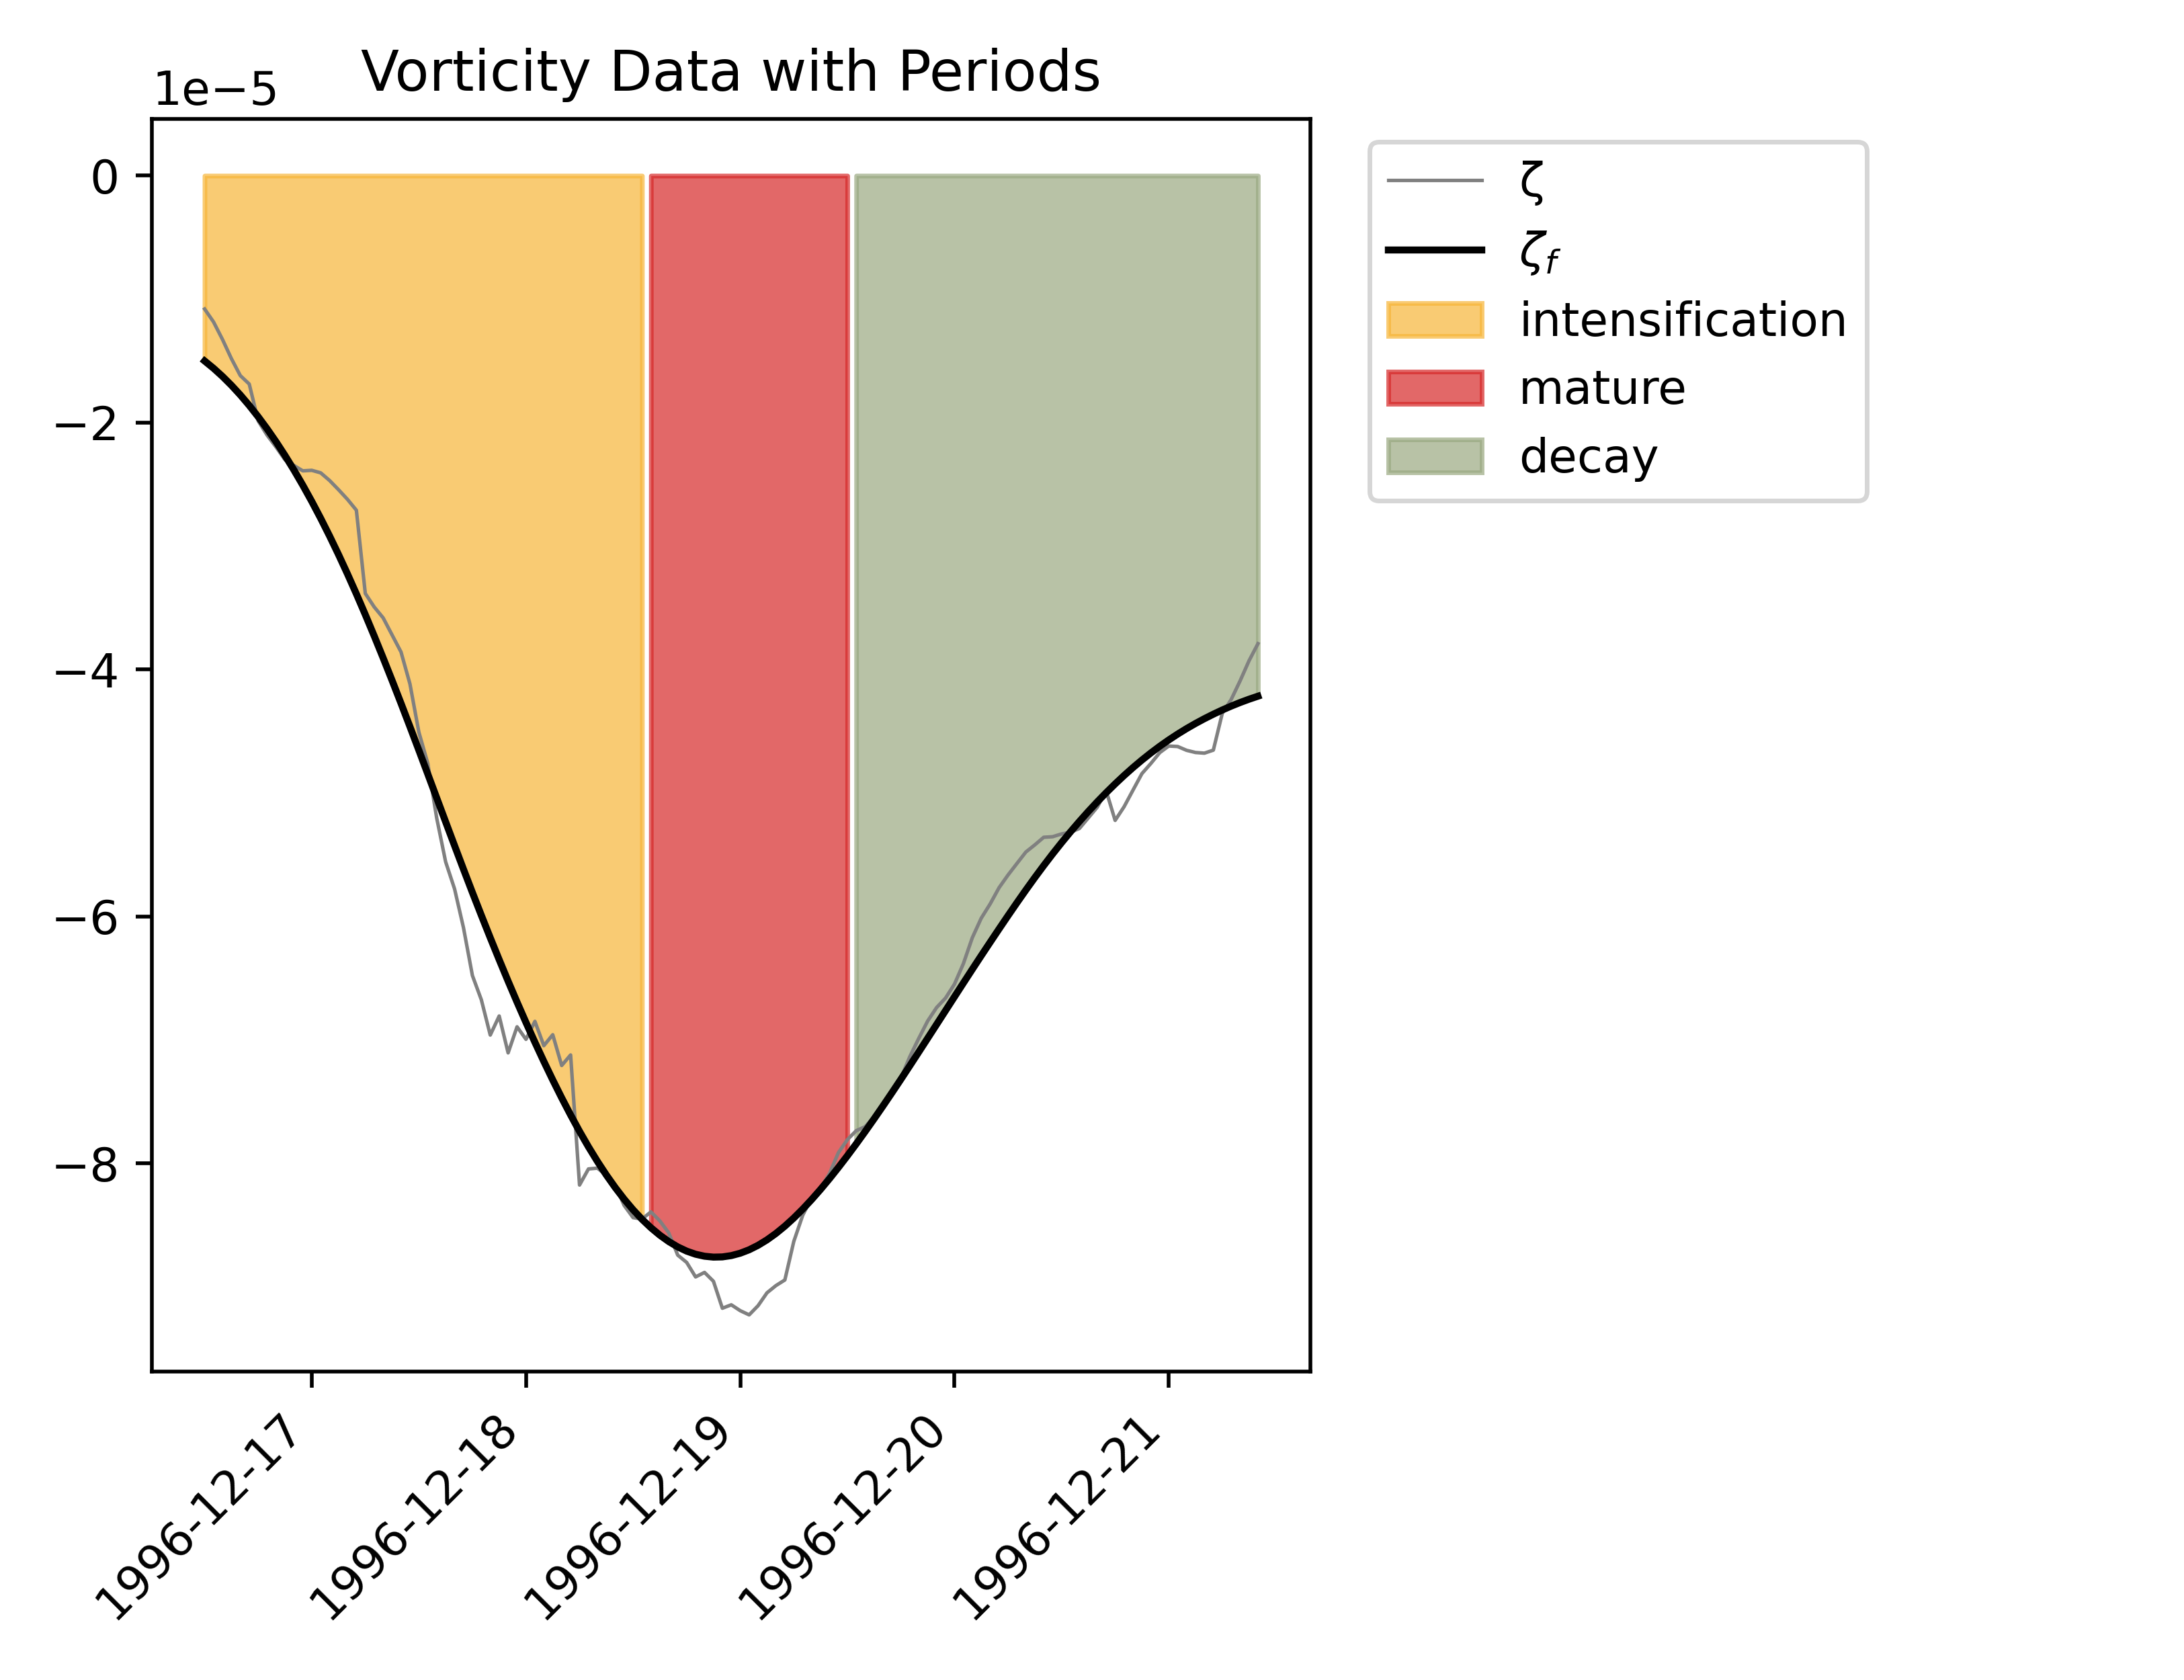 Vorticity Data with Periods
1e−5
0
−2
−4
−6
−8
1996-12-17
1996-12-18
1996-12-19
1996-12-20
1996-12-21
ζ
ζf
intensification
mature
decay